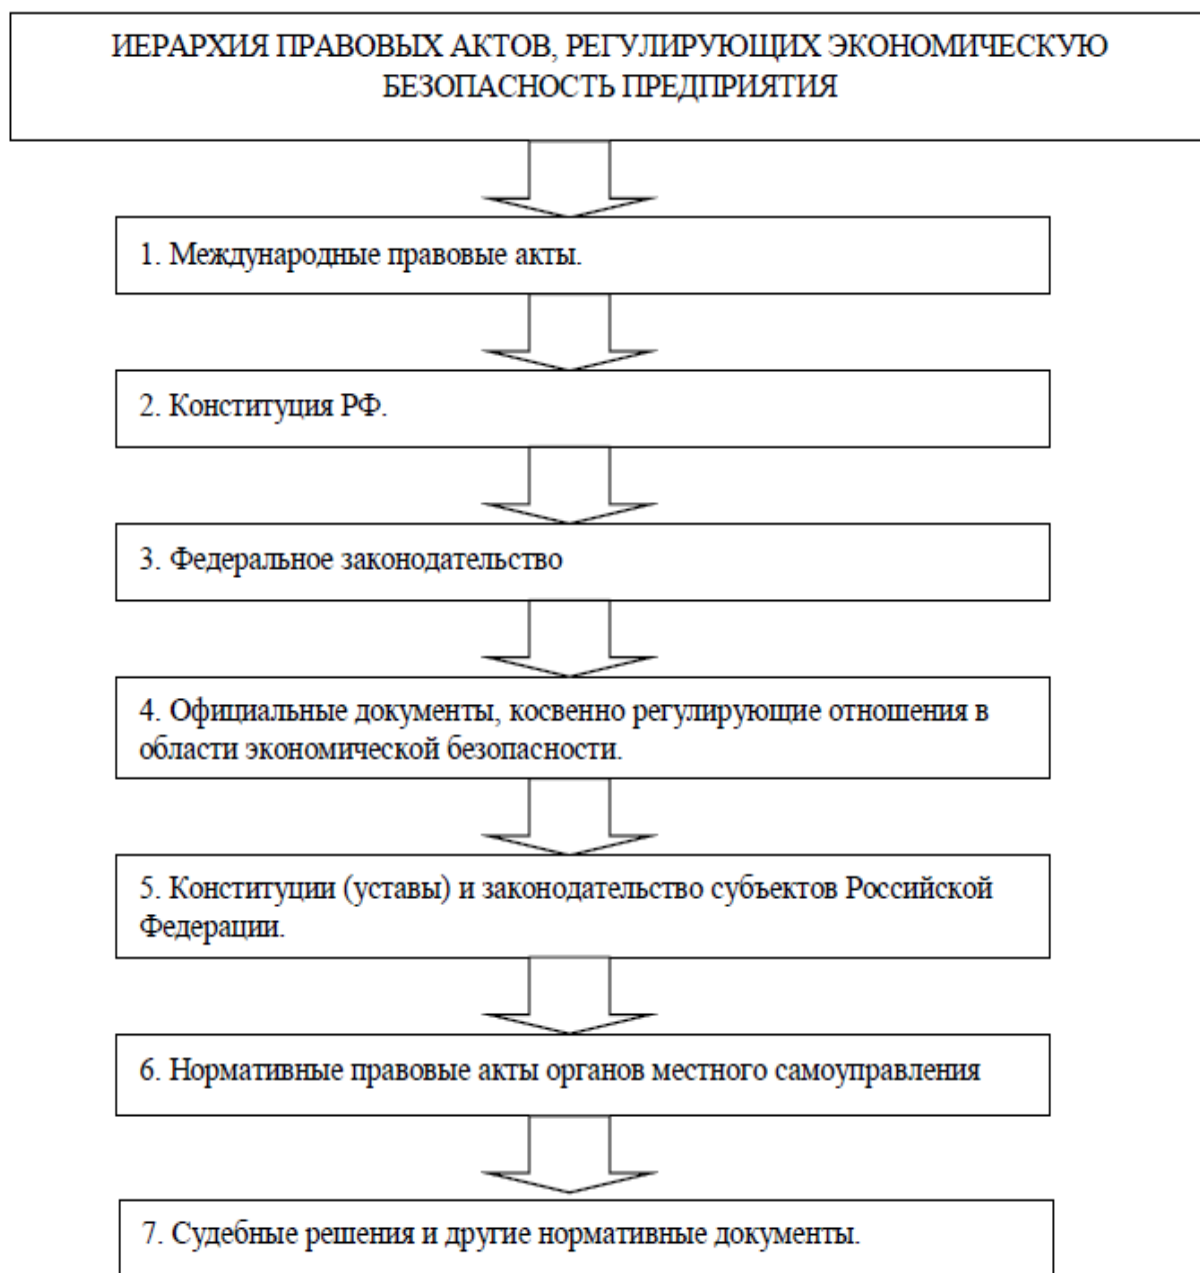 ИЕРАРХИЯ ПРАВОВЫХ АКТОВ, РЕГУЛИРУЮЩИХ ЭКОНОМИЧЕСКУЮ
БЕЗОПАСНОСТЬ ПРЕДПРИЯТИЯ
1. Международные правовые акты.
2. Конституция РФ.
3. Федеральное законодательство
4. Официальные документы, косвенно регулирующие отношения в
области экономической безопасности.
5. Конституции (уставы) и законодательство субъектов Российской
Федерации.
6. Нормативные правовые акты органов местного самоуправления
7. Судебные решения и другие нормативные документы.